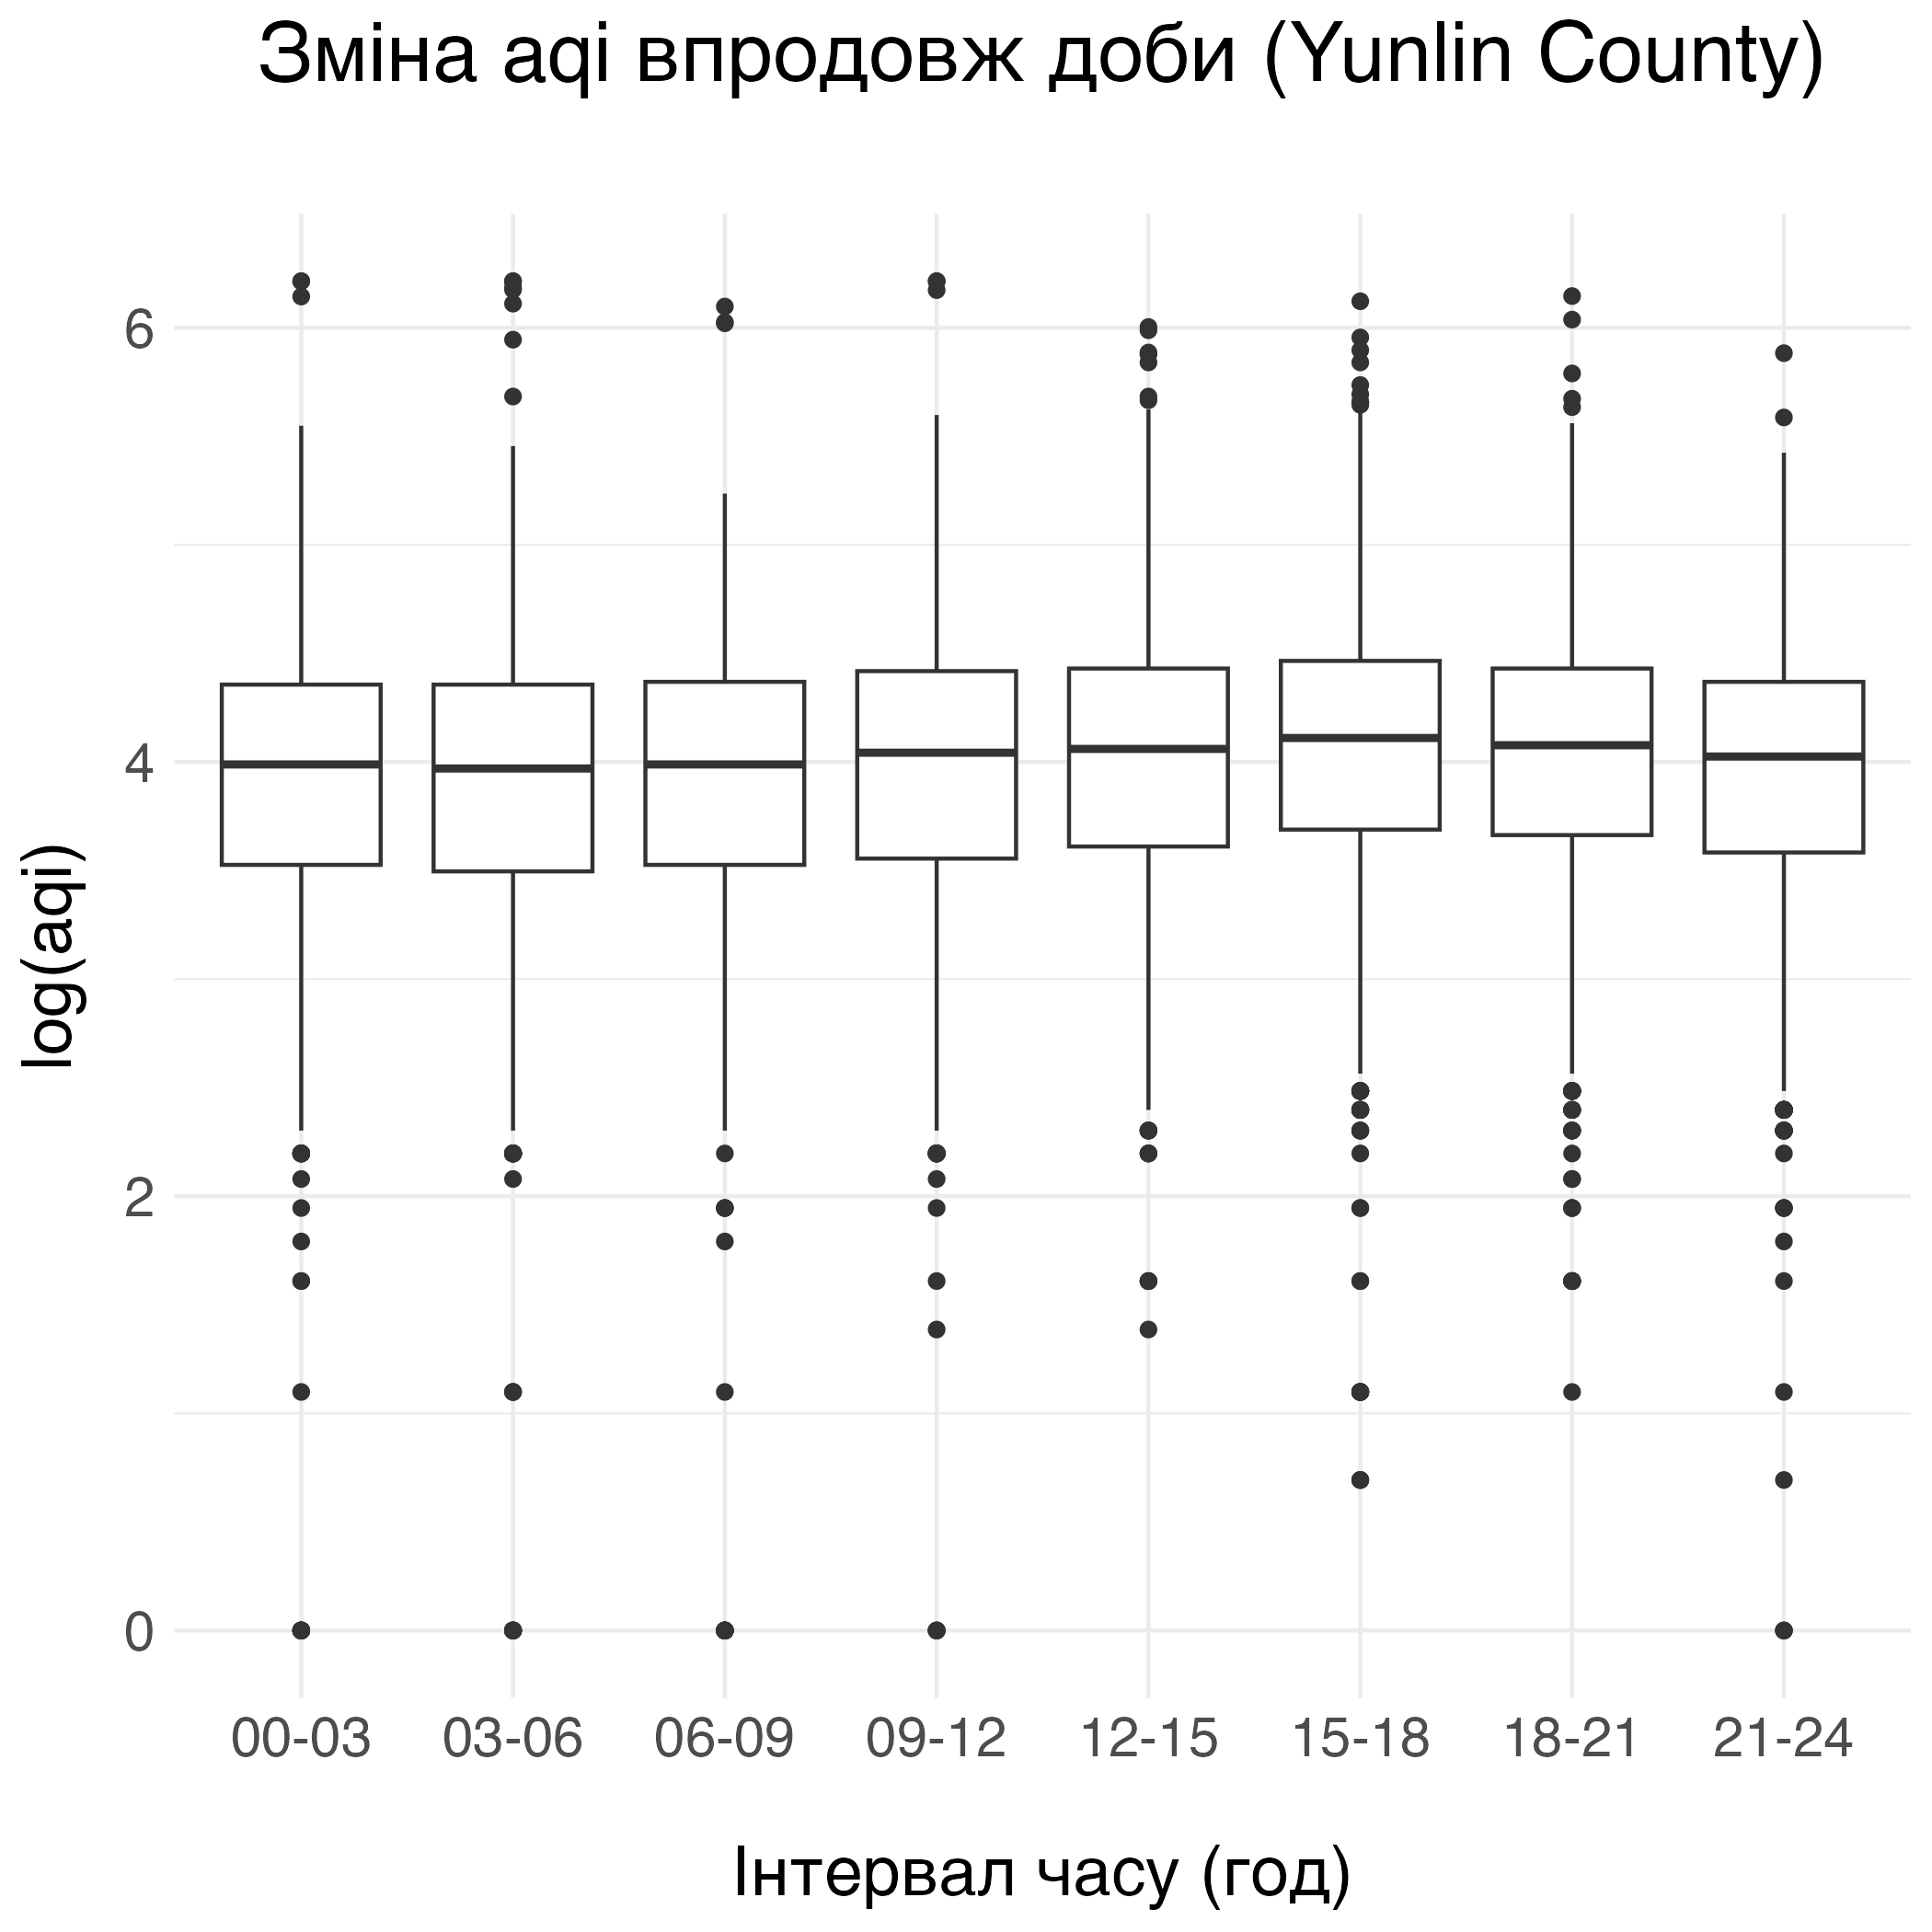 Зміна aqi впродовж доби (Yunlin County)
6
4
2
0
log(aqi)
00-03 03-06 06-09 09-12 12-15 15-18 18-21 21-24
Інтервал часу (год)